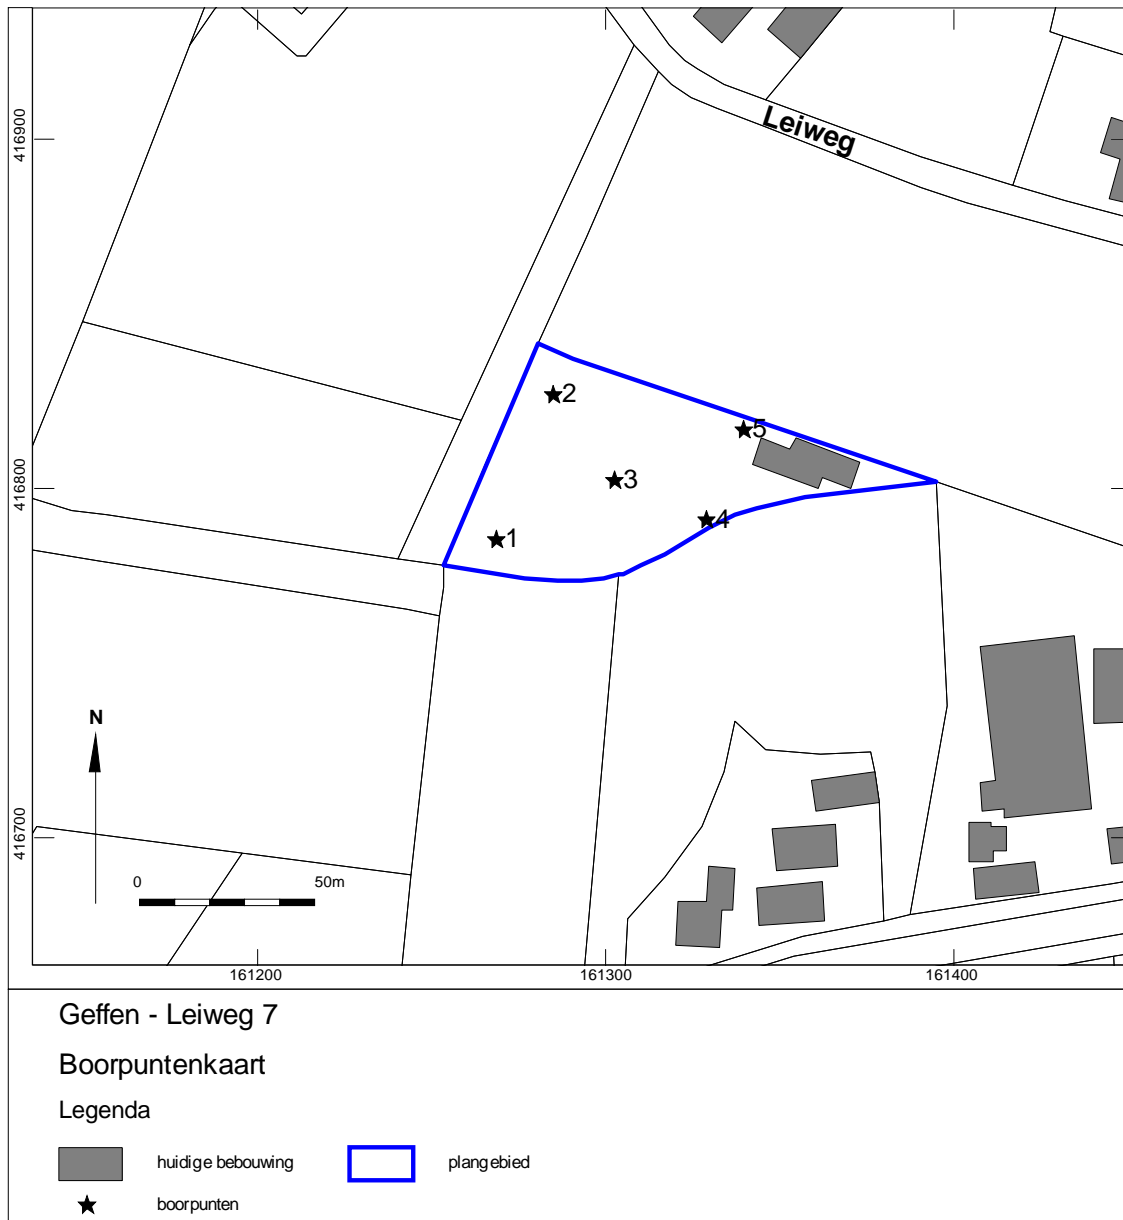 416900
Leiweg
2
5
416800
3
4
1
N
416700
0 50m
161200 161300 161400
Geffen - Leiweg 7
Boorpuntenkaart
Legenda
huidige bebouwing plangebied
boorpunten